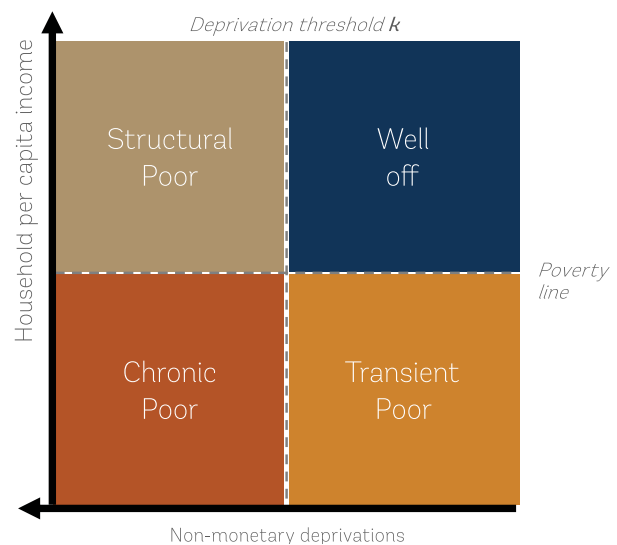 Deprivation threshold k
Household per capita income
Structural
Poor
Well
off
Poverty
line
Chronic
Poor
Transient
Poor
Non-monetary deprivations